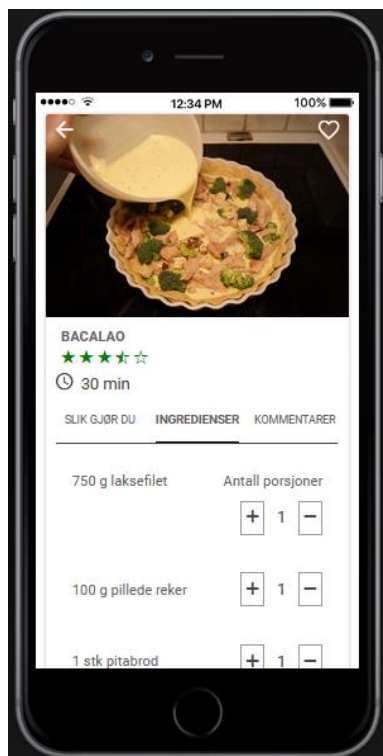 12:34 PM 100%
BACALAO
30 min
SLIK GJØR DU INGREDIENSER KOMMENTARER
750 g laksefilet Antall porsjoner
+ 1 −
100 g pillede reker + 1 −
1 stk pitabrod + 1 −